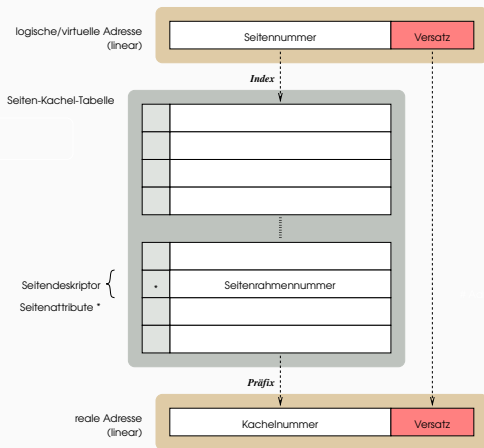 logische/virtuelle Adresse
(linear)
Seitennummer
Versatz
Index
Seiten-Kachel-Tabelle
Seitendeskriptor
* Seitenrahmennummer
Seitenattribute *
Präfix
reale Adresse
(linear)
Kachelnummer
Versatz